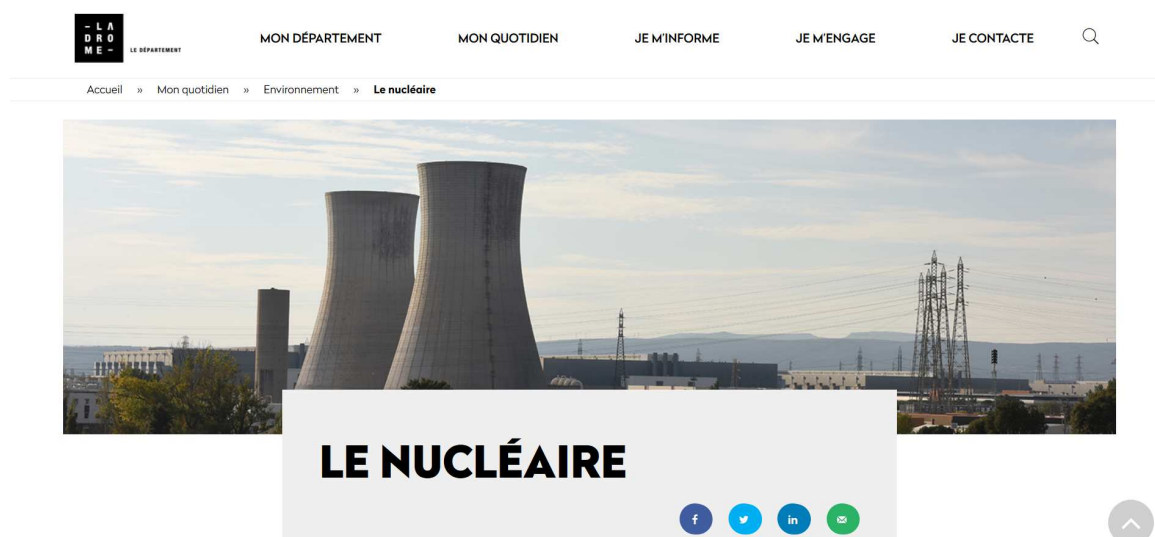 – L A
D R O
M E –
LE DÉPARTEMENT
MON DÉPARTEMENT
MON QUOTIDIEN
JE M'INFORME
JE M'ENGAGE
JE CONTACTE
Accueil » Mon quotidien » Environnement » Le nucléaire
LE NUCLÉAIRE
f
in